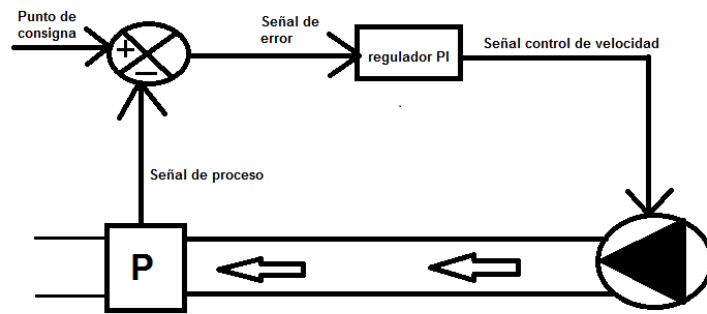 Punto de
consigna
Señal de
error
regulador PI
Señal control de velocidad
+
−
Señal de proceso
P